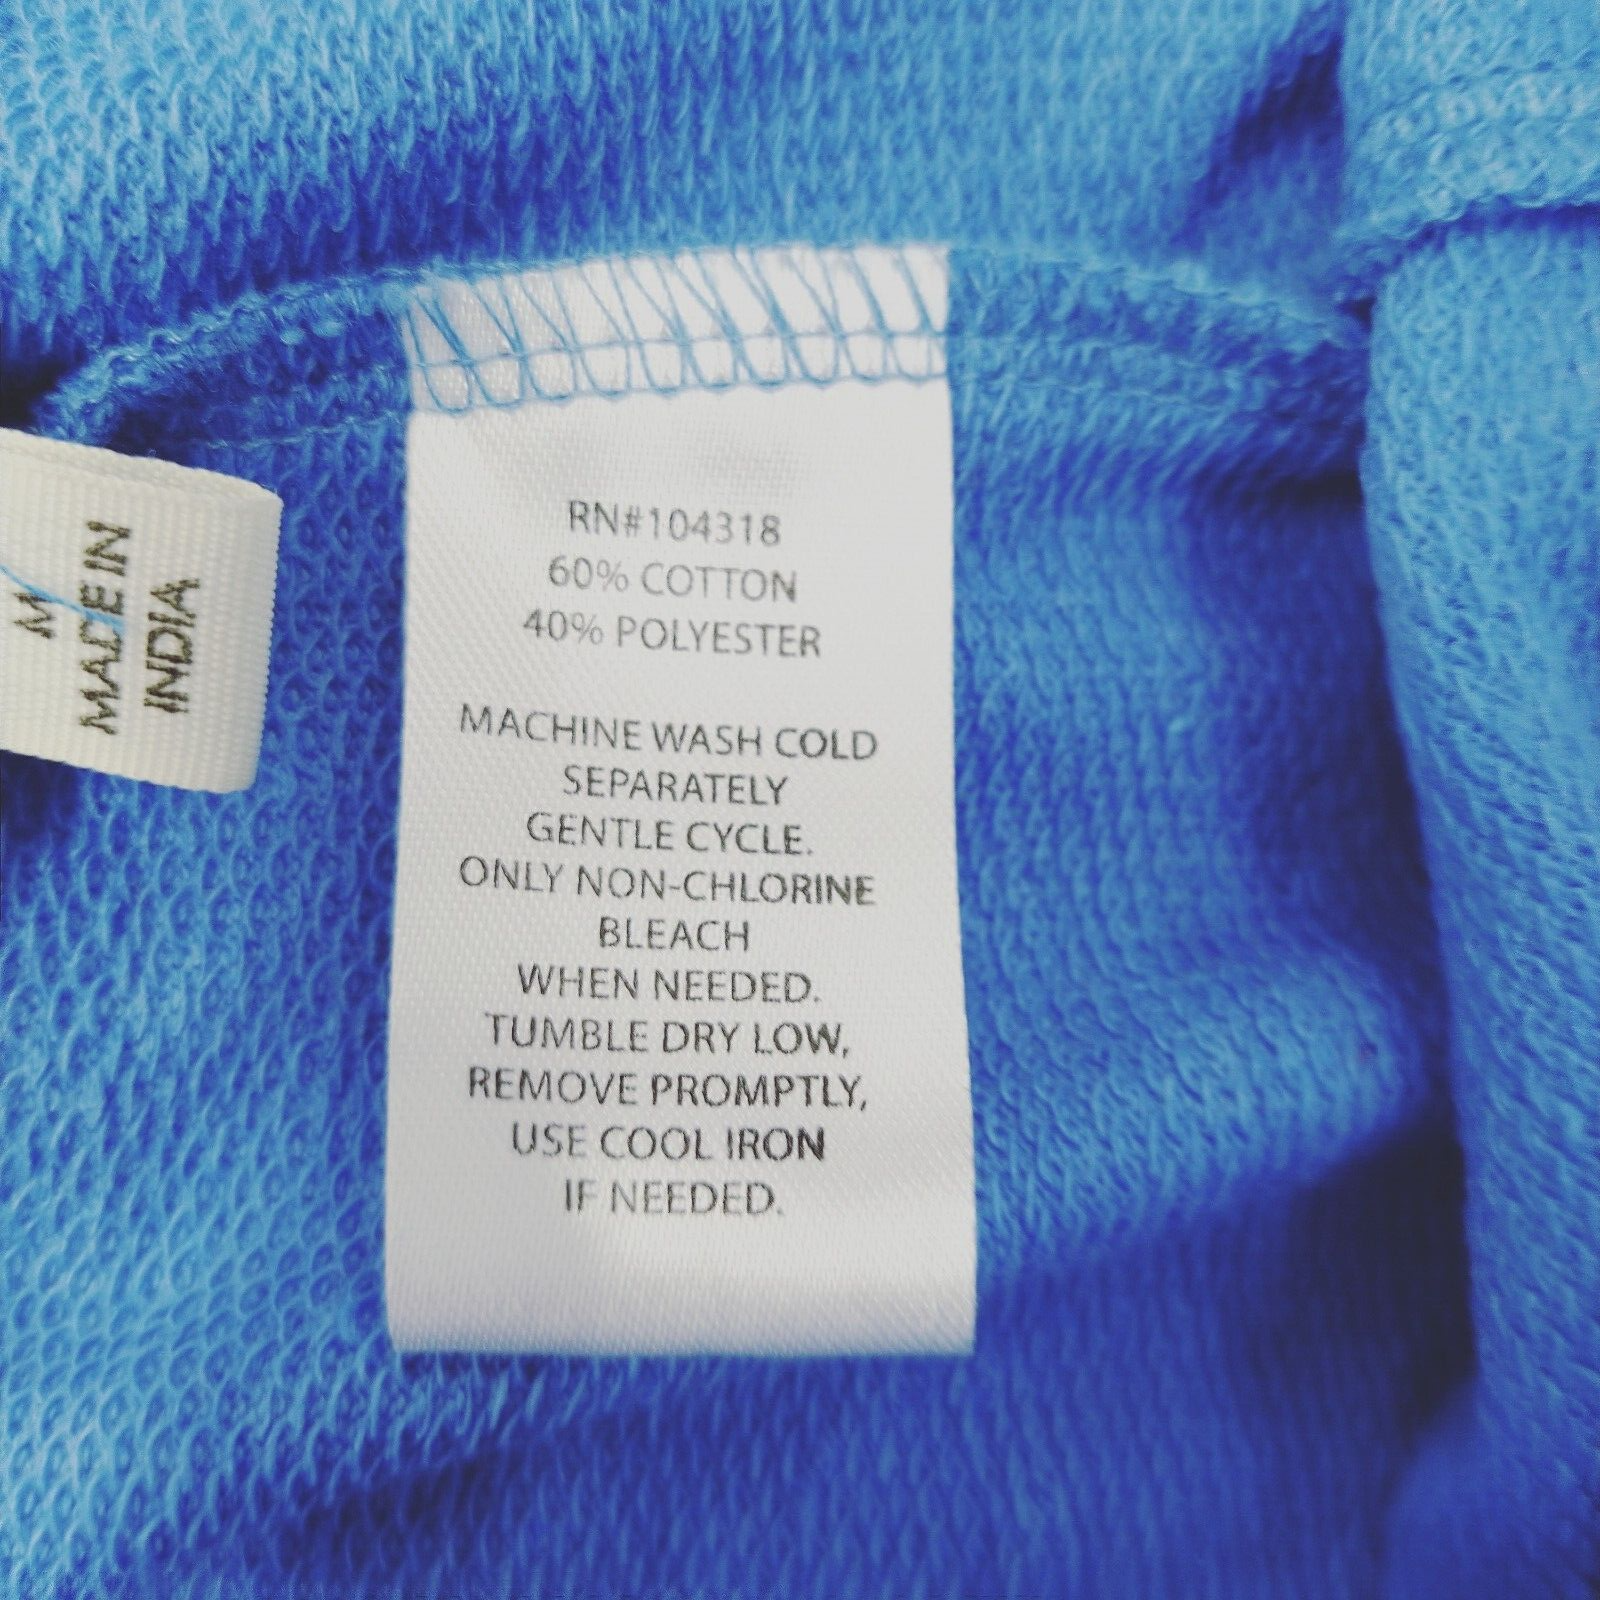 M
MADE IN
INDIA
RN#104318
60% COTTON
40% POLYESTER
MACHINE WASH COLD
SEPARATELY
GENTLE CYCLE.
ONLY NON-CHLORINE
BLEACH
WHEN NEEDED.
TUMBLE DRY LOW,
REMOVE PROMPTLY,
USE COOL IRON
IF NEEDED.